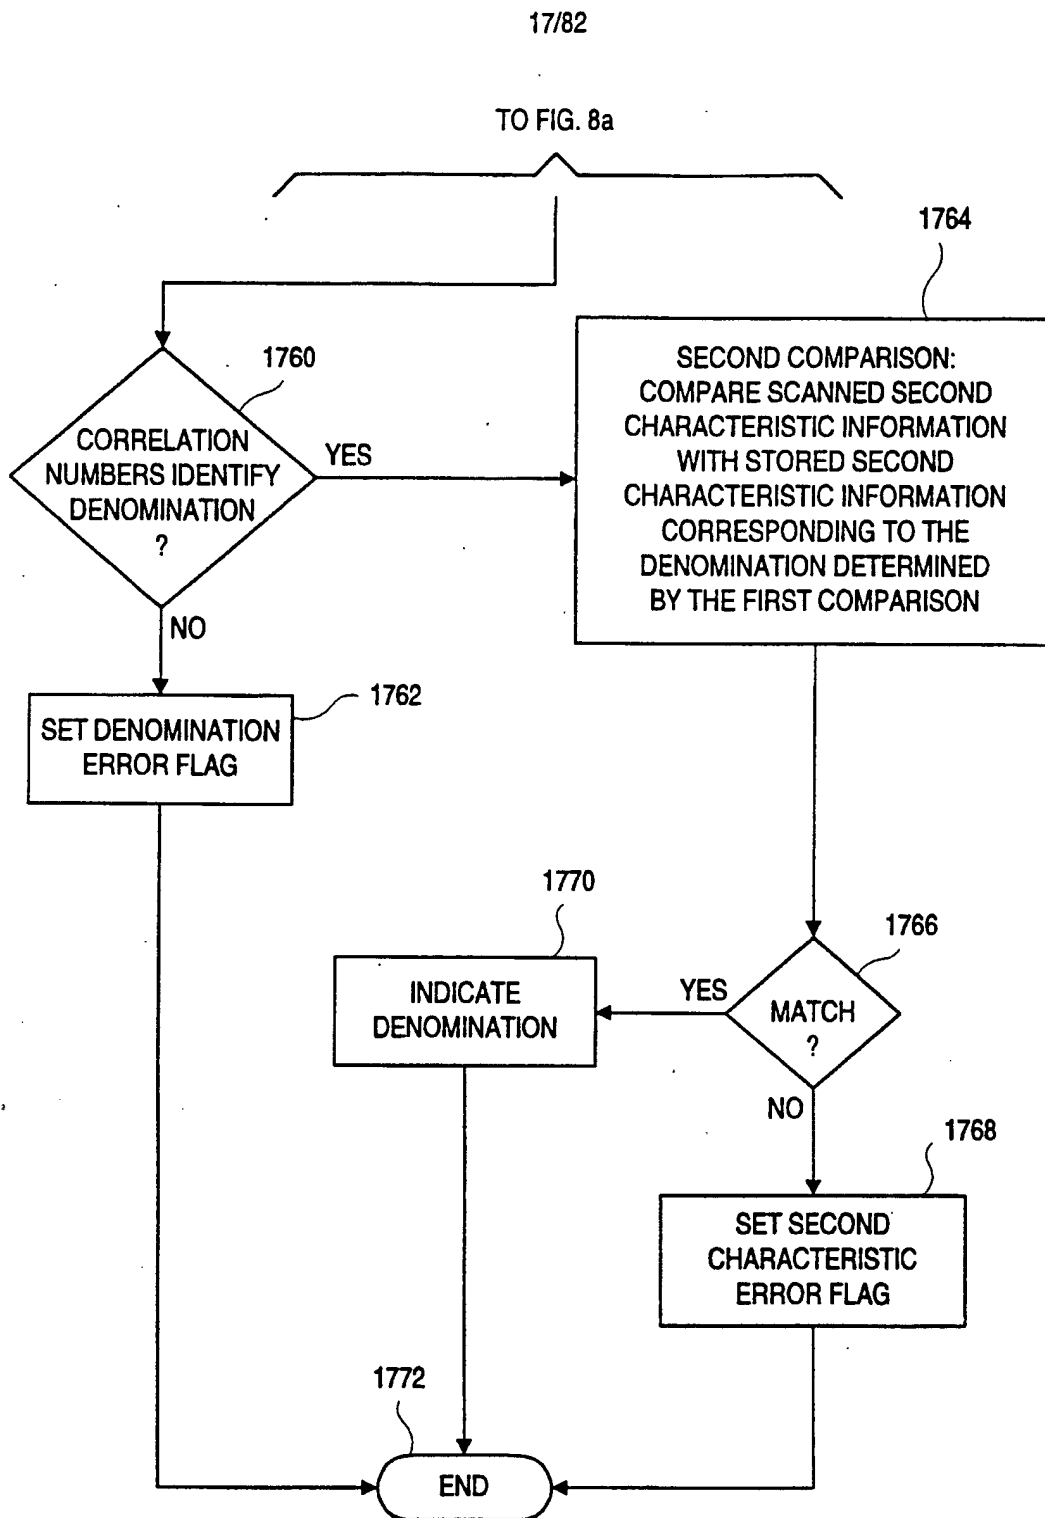 17/82
TO FIG. 8a
1764
SECOND COMPARISON:
COMPARE SCANNED SECOND
CHARACTERISTIC INFORMATION
WITH STORED SECOND
CHARACTERISTIC INFORMATION
CORRESPONDING TO THE
DENOMINATION DETERMINED
BY THE FIRST COMPARISON
1760
CORRELATION
NUMBERS IDENTIFY
DENOMINATION
?
YES
NO
1762
SET DENOMINATION
ERROR FLAG
1770
INDICATE
DENOMINATION
1766
YES
MATCH
?
NO
1768
SET SECOND
CHARACTERISTIC
ERROR FLAG
1772
END